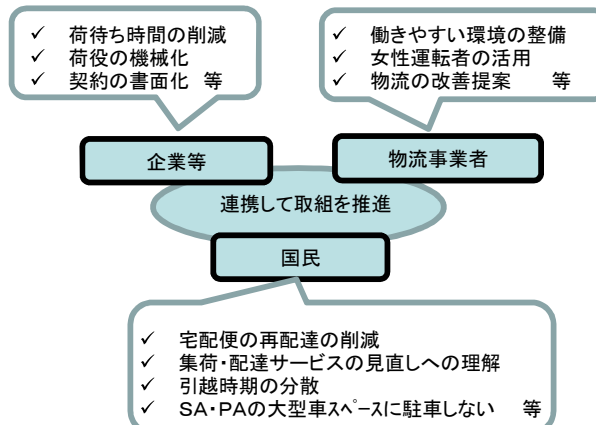 ✓ 荷待ち時間の削減
✓ 荷役の機械化
✓ 契約の書面化 等
✓ 働きやすい環境の整備
✓ 女性運転者の活用
✓ 物流の改善提案 等
企業等
物流事業者
連携して取組を推進
国民
✓ 宅配便の再配達の削減
✓ 集荷・配達サービスの見直しへの理解
✓ 引越時期の分散
✓ SA・PAの大型車スペースに駐車しない 等